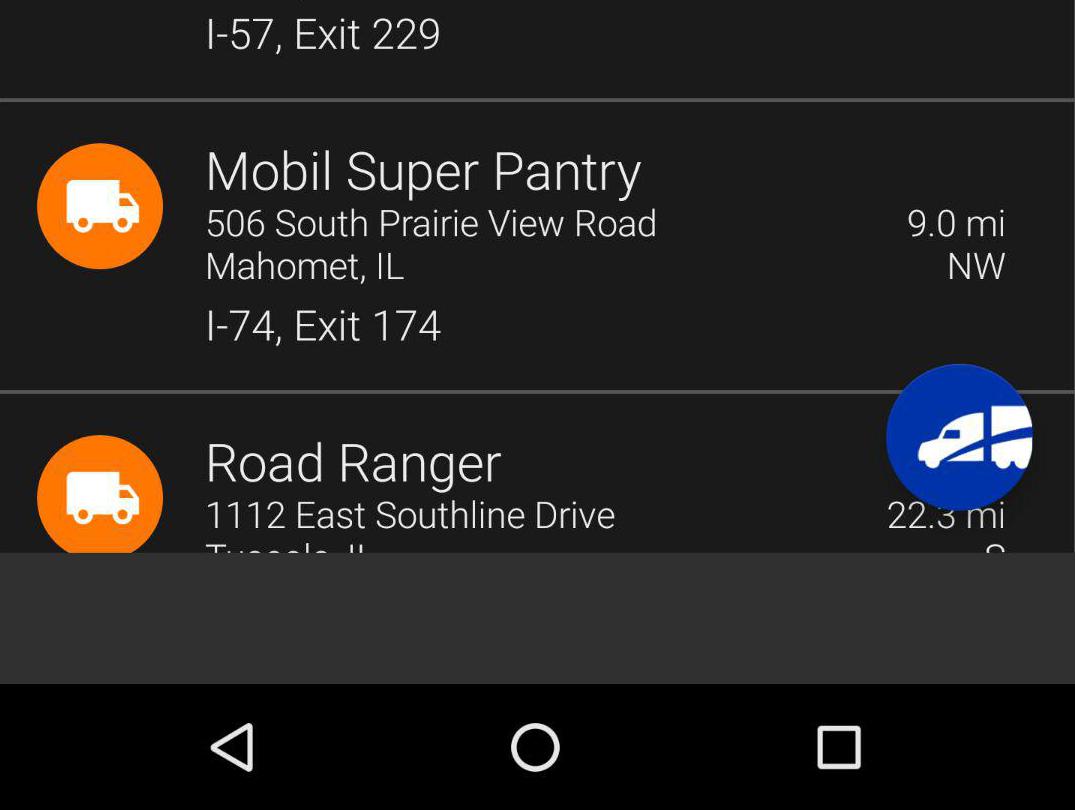 I-57, Exit 229
Mobil Super Pantry
506 South Prairie View Road
9.0 mi
Mahomet, IL
NW
I-74, Exit 174
Road Ranger
1112 East Southline Drive
22.3 mi